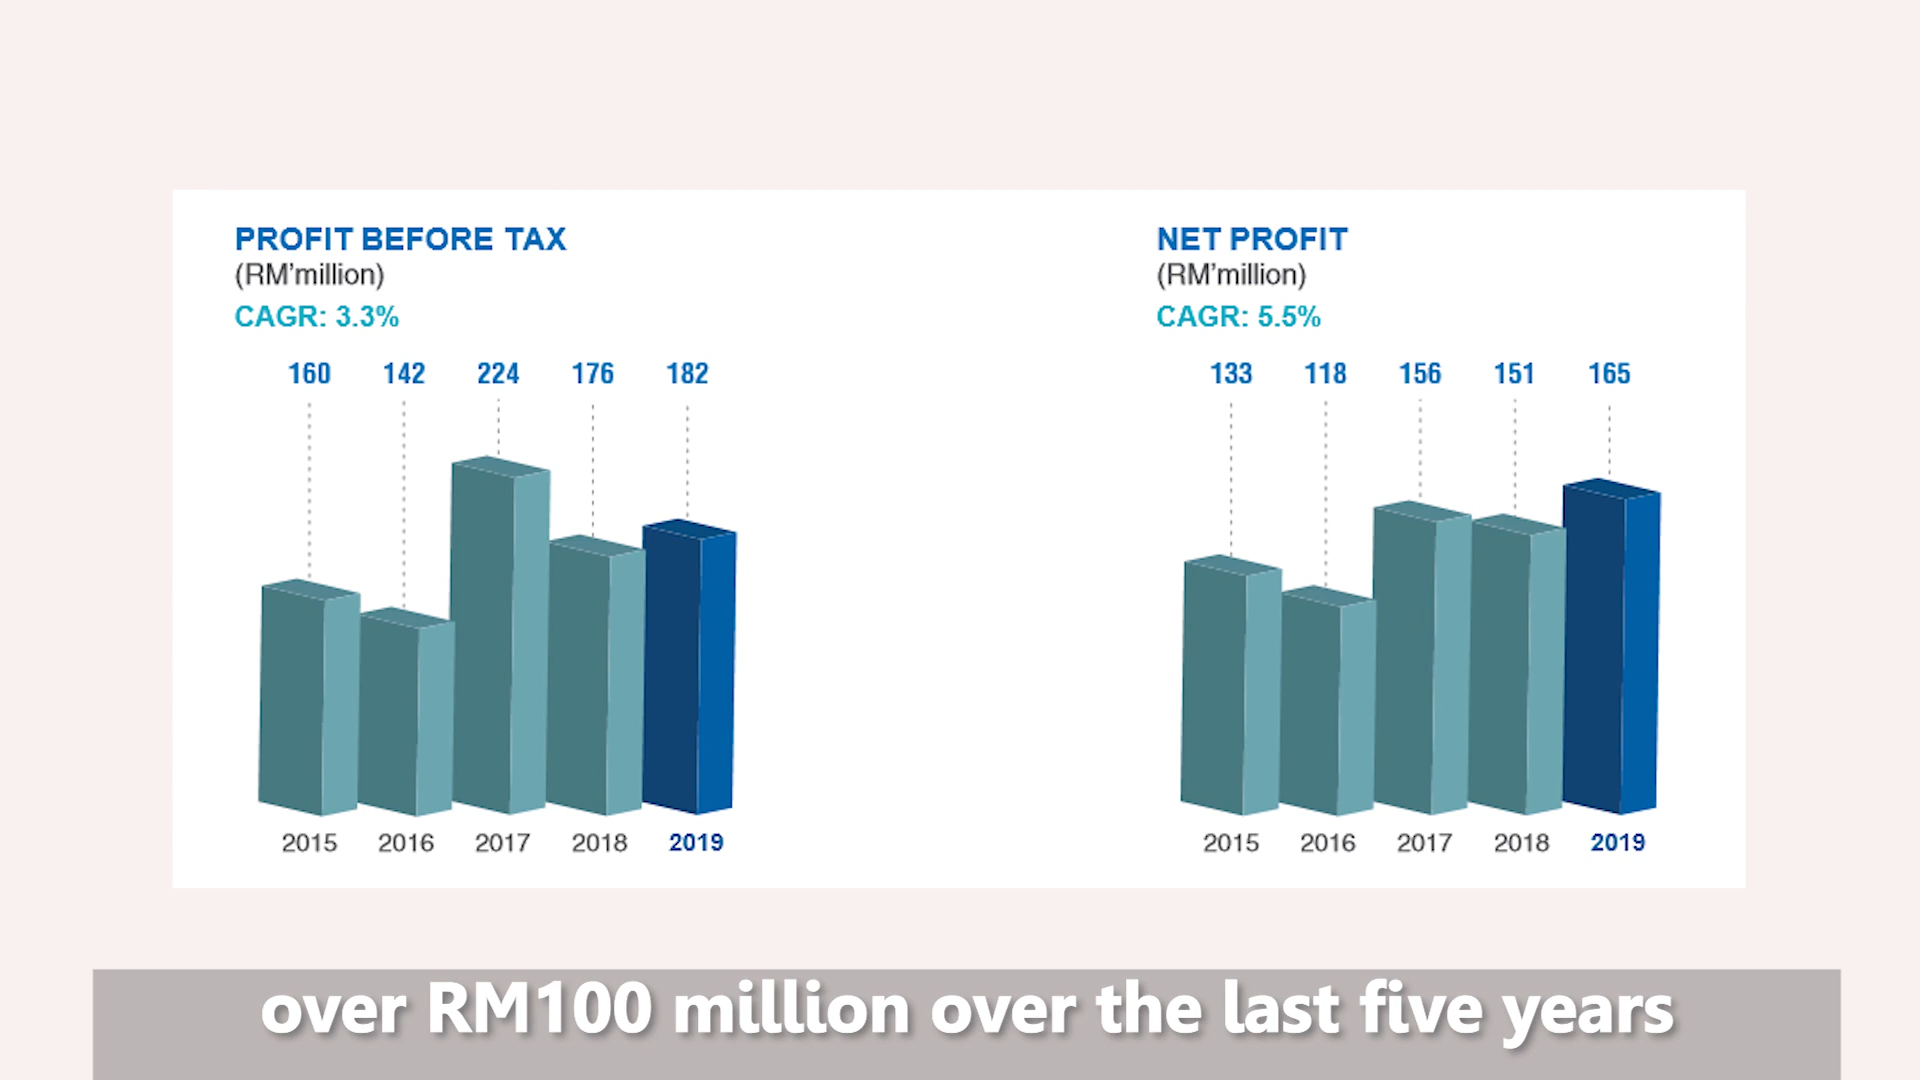 PROFIT BEFORE TAX
(RM'million)
CAGR: 3.3%
160 142 224 176 182
2015 2016 2017 2018 2019
NET PROFIT
(RM'million)
CAGR: 5.5%
133 118 156 151 165
2015 2016 2017 2018 2019
over RM100 million over the last five years